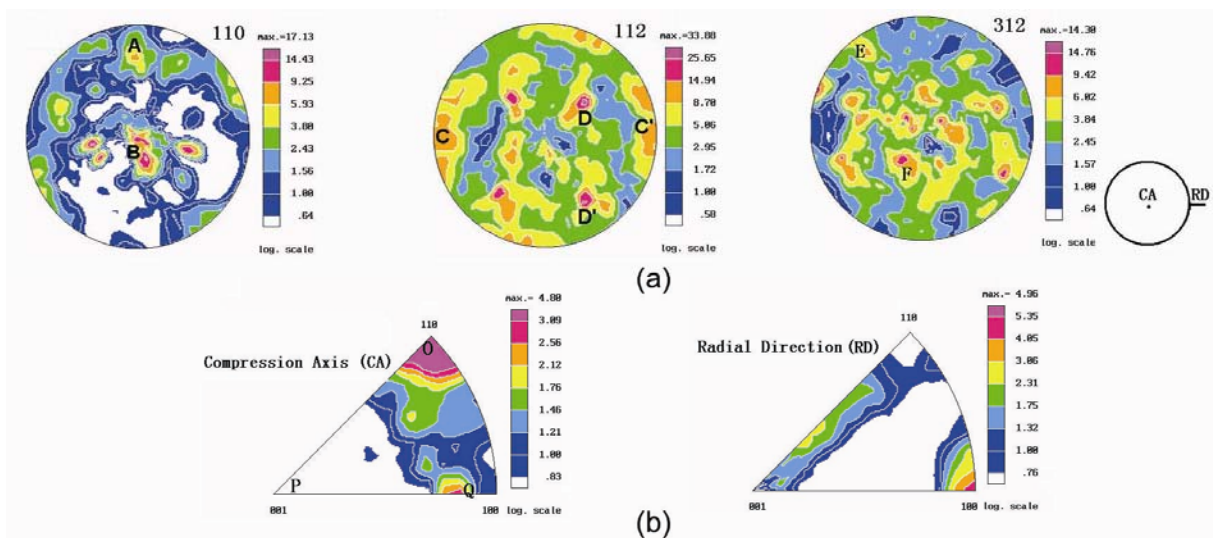 110
max.=17.13
14.43
9.25
5.93
3.80
2.43
1.56
1.00
.64
log. scale
A
B
112
max.=33.88
25.65
14.94
8.70
5.06
2.95
1.72
1.00
.58
log. scale
C
D
C'
D'
312
max.=14.30
14.76
9.42
6.02
3.84
2.45
1.57
1.00
.64
log. scale
E
F
CA
RD
(a)
Compression Axis (CA)
110
O
P
Q
001
100
max.= 4.80
3.09
2.56
2.12
1.76
1.46
1.21
1.00
.83
log. scale
Radial Direction(RD)
110
001
100
max.= 4.96
5.35
4.05
3.06
2.31
1.75
1.32
1.00
.76
log. scale
(b)